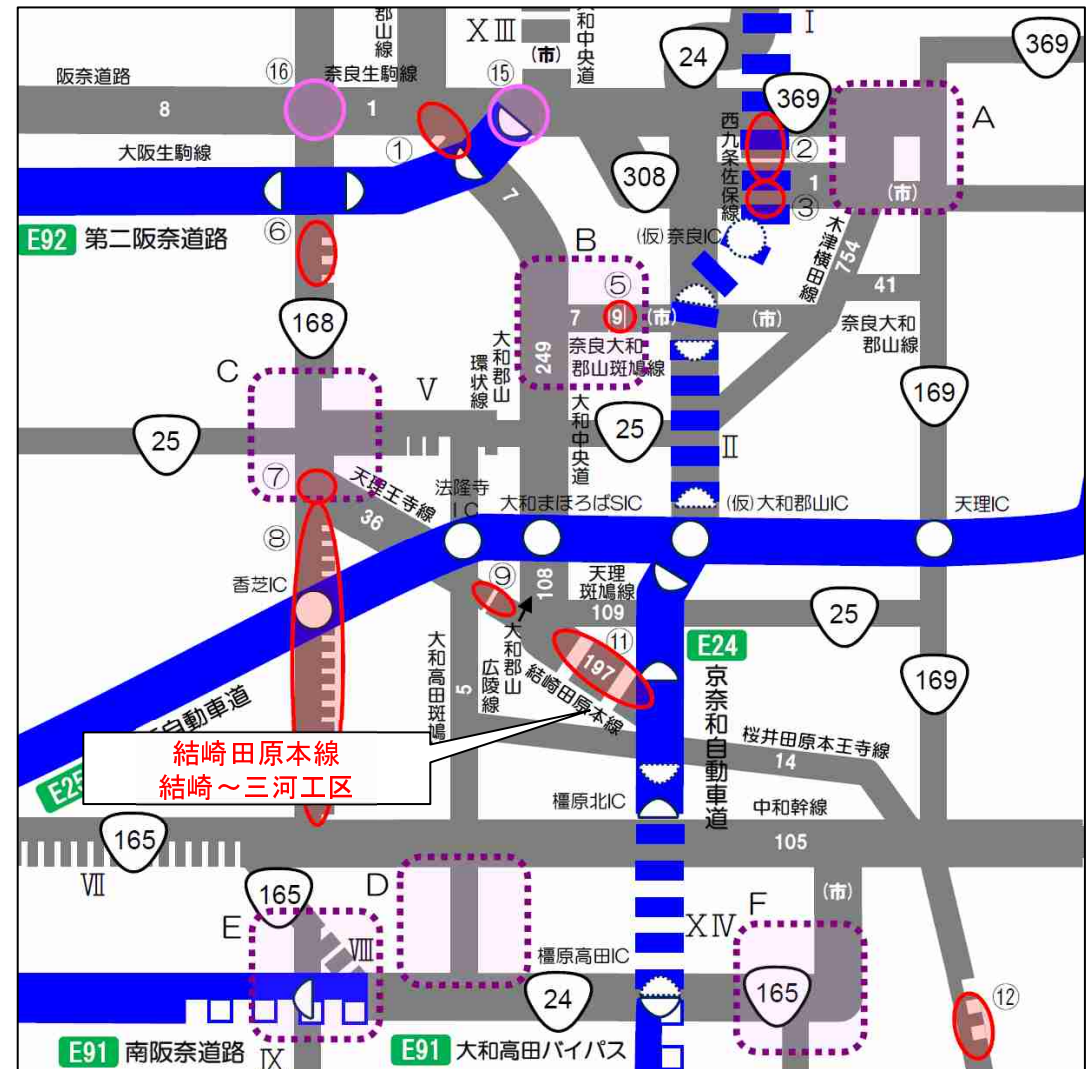 郡山線
ⅩⅢ
(市)
大和中央道
24
Ⅰ
369
369
阪奈道路
⑯
奈良生駒線
⑮
8
1
①
西九条佐保線
②
A
大阪生駒線
7
308
1
③
(市)
E92 第二阪奈道路
⑥
(仮)奈良IC
木津横田線
754
B
⑤
41
168
7
9
(市)
(市)
249
奈良大和
郡山斑鳩線
奈良大和
郡山線
C
大和郡山
環状線
Ⅴ
大和中央道
25
25
Ⅱ
169
⑦
天理王寺線
36
法隆寺
IC
大和まほろばSIC
(仮)大和郡山IC
天理IC
⑧
香芝IC
⑨
108
天理
斑鳩線
109
25
大和郡山
広陵線
⑪
197
結崎田原本線
E24
京奈和自動車道
169
大和高田斑鳩
5
自動車道
E25
結崎田原本線
結崎～三河工区
桜井田原本王寺線
14
橿原北IC
中和幹線
105
165
Ⅶ
165
D
(市)
E
Ⅷ
ⅩⅣ
F
橿原高田IC
24
165
⑫
E91 南阪奈道路
Ⅸ
E91 大和高田バイパス